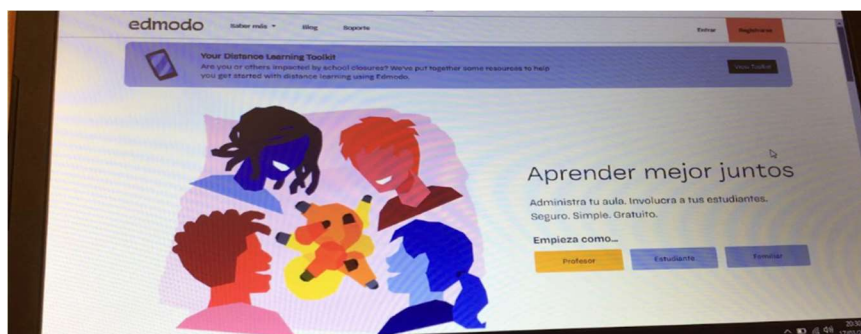 edmodo
Saber más
Blog
Soporte
Entrar
Registrarse
Your Distance Learning Toolkit
Are you or others impacted by school closures? We've put together some resources to help
you get started with distance learning using Edmodo.
View Toolkit
Aprender mejor juntos
Administra tu aula. Involucra a tus estudiantes.
Seguro. Simple. Gratuito.
Empieza como...
Profesor
Estudiante
Familiar